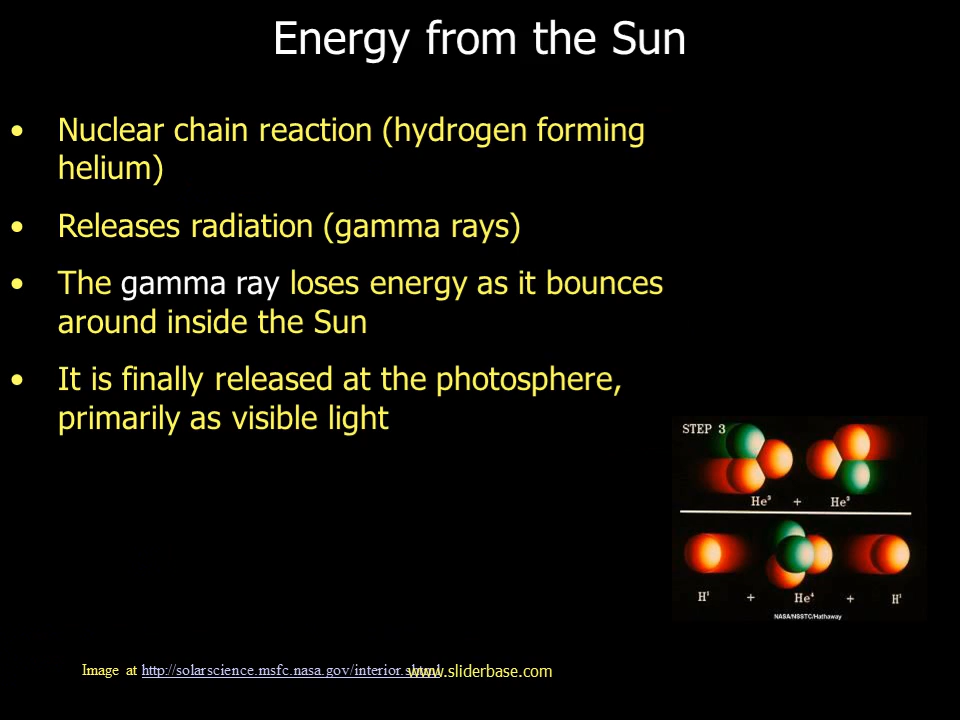 Energy from the Sun
• Nuclear chain reaction (hydrogen forming
helium)
• Releases radiation (gamma rays)
• The gamma ray loses energy as it bounces
around inside the Sun
• It is finally released at the photosphere,
primarily as visible light
STEP 3
He³ + He³
H¹ + He⁴ + H¹
NASA/NSSTC/Hathaway
Image at http://solarscience.msfc.nasa.gov/interior.shtml
www.sliderbase.com